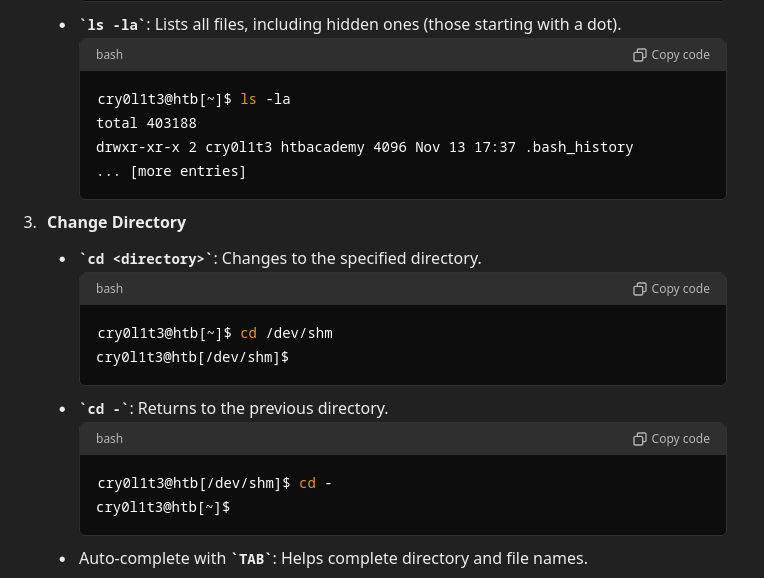 • `ls -la`: Lists all files, including hidden ones (those starting with a dot).
bash Copy code
cry0l1t3@htb[~]$ ls -la
total 403188
drwxr-xr-x 2 cry0l1t3 htbacademy 4096 Nov 13 17:37 .bash_history
... [more entries]
3. Change Directory
• `cd <directory>`: Changes to the specified directory.
bash Copy code
cry0l1t3@htb[~]$ cd /dev/shm
cry0l1t3@htb[/dev/shm]$
• `cd -`: Returns to the previous directory.
bash Copy code
cry0l1t3@htb[/dev/shm]$ cd -
cry0l1t3@htb[~]$
• Auto-complete with `TAB`: Helps complete directory and file names.